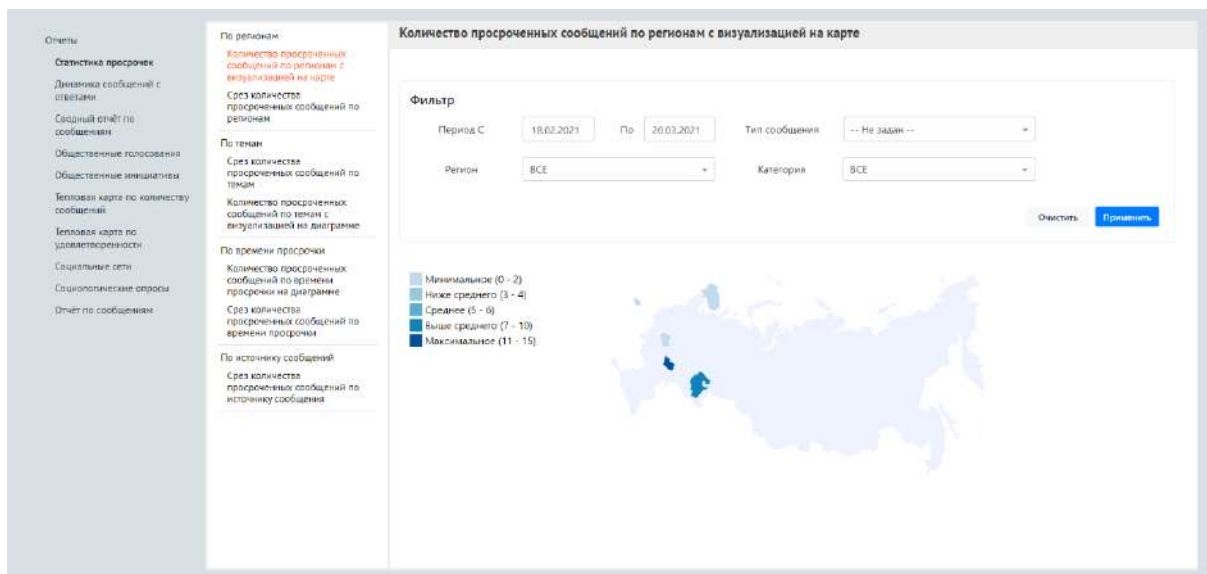 Отчеты
Статистика просрочек
Динамика сообщений с
ответами
Сводный отчёт по
сообщениям
Общественные голосования
Общественные инициативы
Тепловая карта по количеству
сообщений
Тепловая карта по
удовлетворенности
Социальные сети
Социологические опросы
Отчёт по сообщениям
По регионам
Количество просроченных
сообщений по регионам с
визуализацией на карте
Срез количества
просроченных сообщений по
регионам
По темам
Срез количества
просроченных сообщений по
темам
Количество просроченных
сообщений по темам с
визуализацией на диаграмме
По времени просрочки
Количество просроченных
сообщений по времени
просрочки на диаграмме
Срез количества
просроченных сообщений по
времени просрочки
По источнику сообщений
Срез количества
просроченных сообщений по
источнику сообщения
Количество просроченных сообщений по регионам с визуализацией на карте
Фильтр
Период С 18.02.2021 По 20.03.2021 Тип сообщения -- Не задан --
Регион ВСЕ Категория ВСЕ
Очистить Применить
Минимальное (0 - 2)
Ниже среднего (3 - 4)
Среднее (5 - 6)
Выше среднего (7 - 10)
Максимальное (11 - 15)